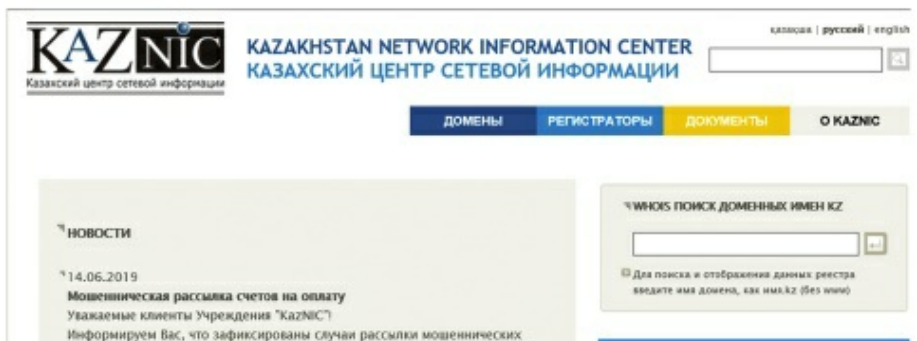 KAZNIC
Казахский центр сетевой информации
KAZAKHSTAN NETWORK INFORMATION CENTER
КАЗАХСКИЙ ЦЕНТР СЕТЕВОЙ ИНФОРМАЦИИ
қазақша | русский | english
ДОМЕНЫ РЕГИСТРАТОРЫ ДОКУМЕНТЫ О KAZNIC
НОВОСТИ
14.06.2019
Мошенническая рассылка счетов на оплату
Уважаемые клиенты Учреждения "KazNIC"!
Информируем Вас, что зафиксированы случаи рассылки мошеннических
WHOIS ПОИСК ДОМЕННЫХ ИМЕН KZ
Для поиска и отображения данных реестра
введите имя домена, как имя.kz (без www)